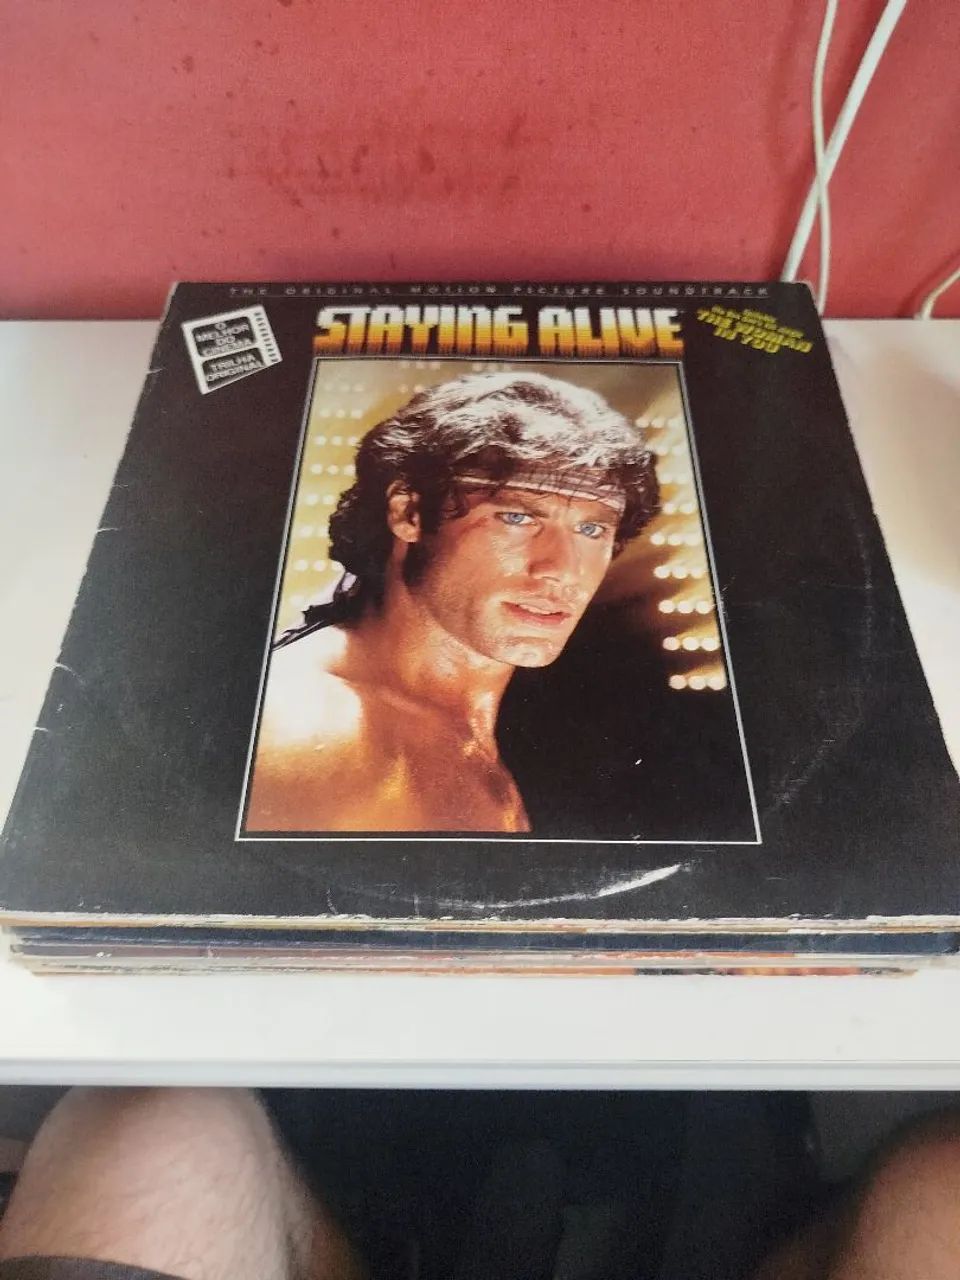 THE ORIGINAL MOTION PICTURE SOUNDTRACK
STAYING ALIVE
O
MELHOR
DO
CINEMA
TRILHA
ORIGINAL
THE WOMAN
IN YOU